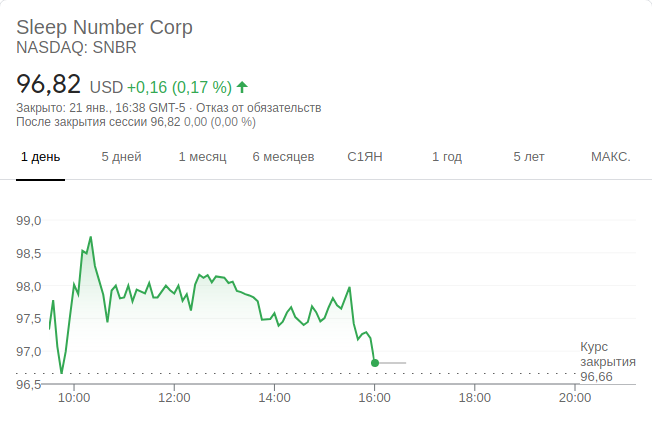 Sleep Number Corp
NASDAQ: SNBR
96,82 USD +0,16 (0,17 %)
Закрыто: 21 янв., 16:38 GMT-5 · Отказ от обязательств
После закрытия сессии 96,82 0,00 (0,00 %)
1 день 5 дней 1 месяц 6 месяцев С1ЯН 1 год 5 лет МАКС.
99,0
98,5
98,0
97,5
97,0
96,5
Курс
закрытия
96,66
10:00 12:00 14:00 16:00 18:00 20:00